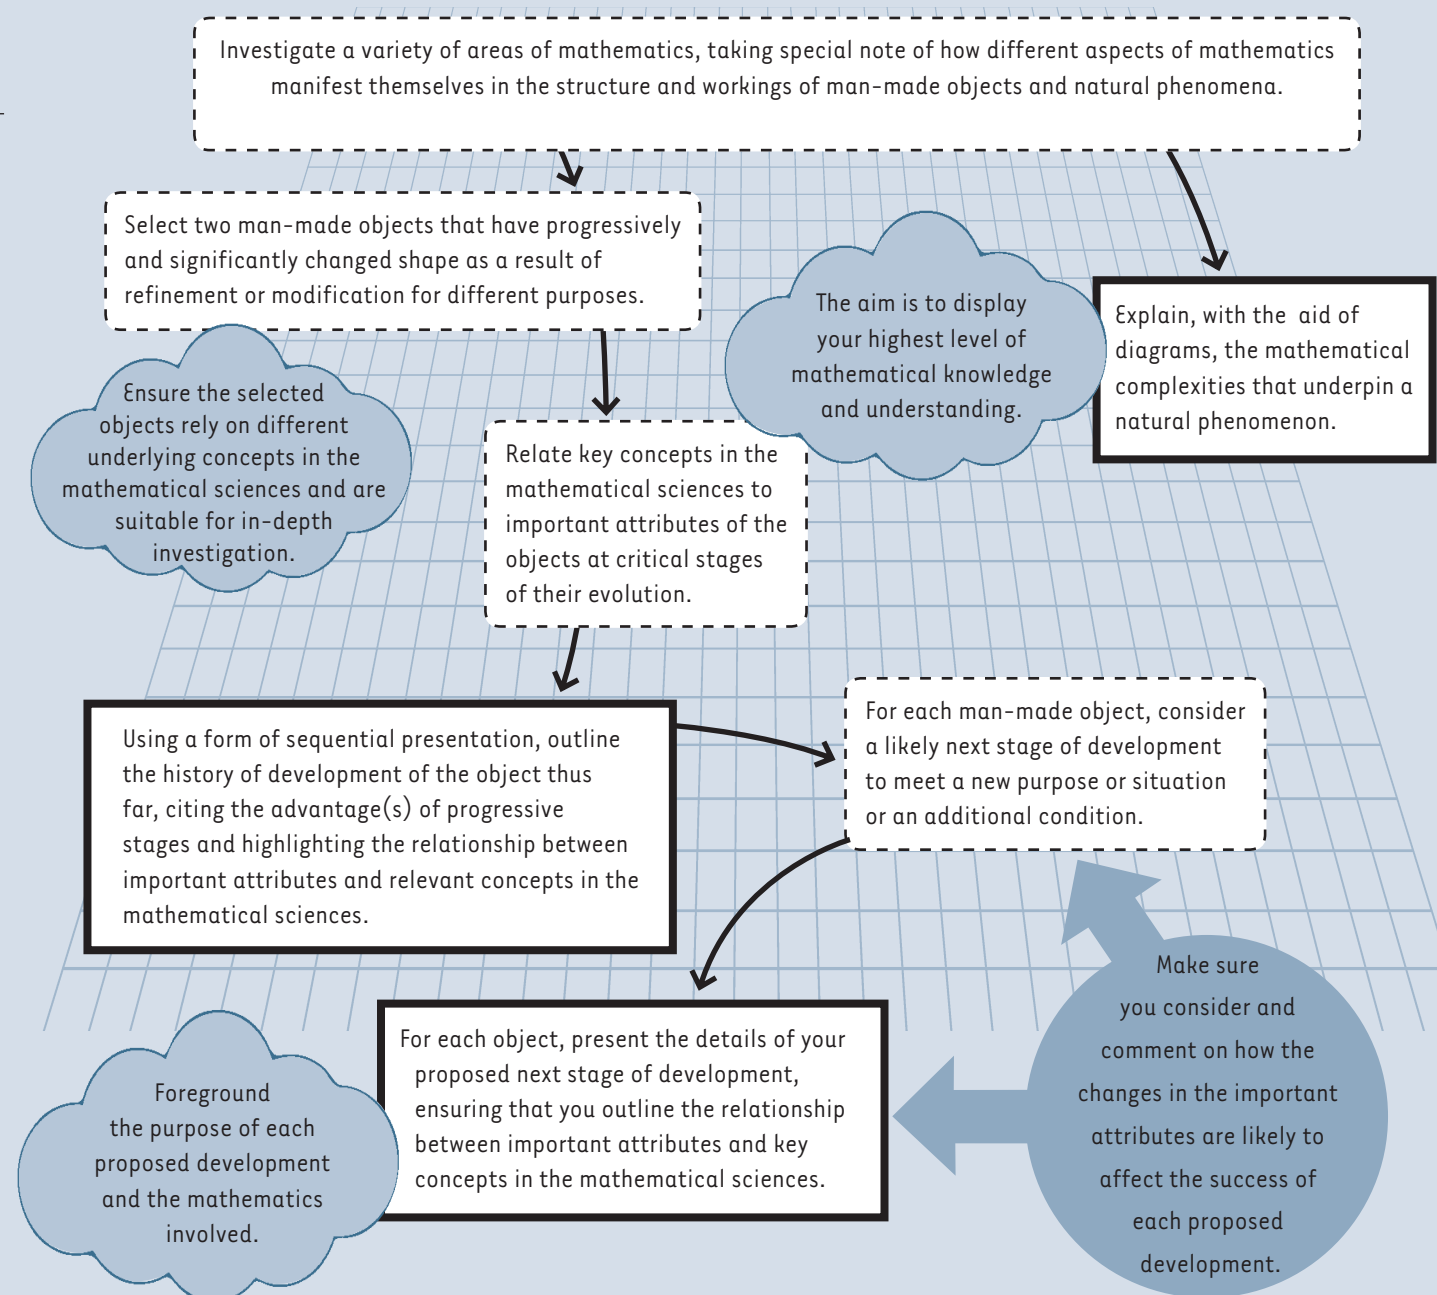 Investigate a variety of areas of mathematics, taking special note of how different aspects of mathematics
manifest themselves in the structure and workings of man-made objects and natural phenomena.
Select two man-made objects that have progressively
and significantly changed shape as a result of
refinement or modification for different purposes.
The aim is to display
your highest level of
mathematical knowledge
and understanding.
Explain, with the aid of
diagrams, the mathematical
complexities that underpin a
natural phenomenon.
Ensure the selected
objects rely on different
underlying concepts in the
mathematical sciences and are
suitable for in-depth
investigation.
Relate key concepts in the
mathematical sciences to
important attributes of the
objects at critical stages
of their evolution.
Using a form of sequential presentation, outline
the history of development of the object thus
far, citing the advantage(s) of progressive
stages and highlighting the relationship between
important attributes and relevant concepts in the
mathematical sciences.
For each man-made object, consider
a likely next stage of development
to meet a new purpose or situation
or an additional condition.
Make sure
you consider and
comment on how the
changes in the important
attributes are likely to
affect the success of
each proposed
development.
For each object, present the details of your
proposed next stage of development,
ensuring that you outline the relationship
between important attributes and key
concepts in the mathematical sciences.
Foreground
the purpose of each
proposed development
and the mathematics
involved.